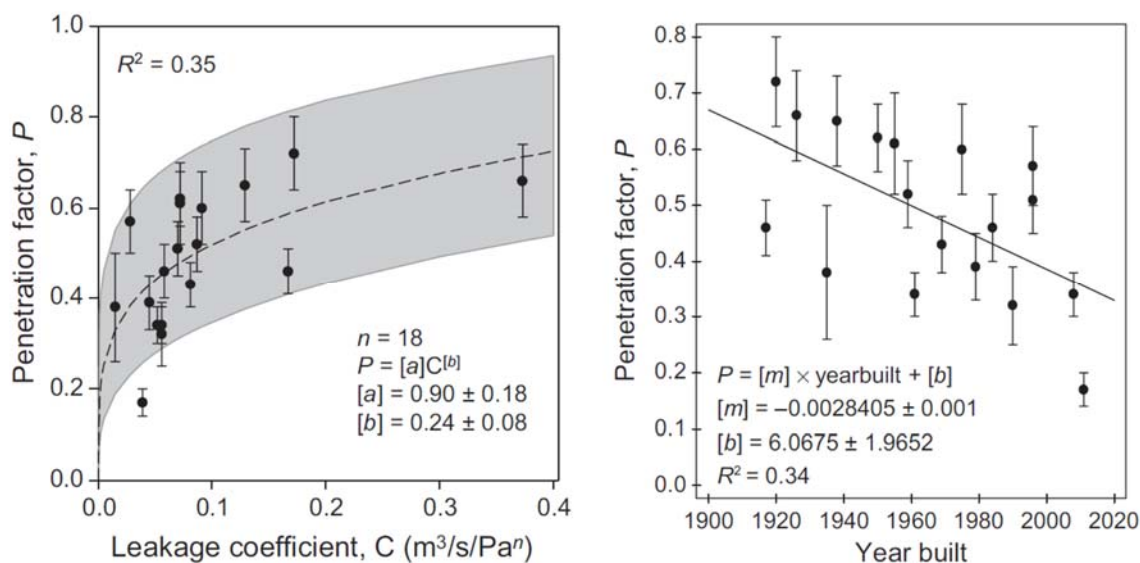 1.0
0.8
0.6
0.4
0.2
0.0
Penetration factor, P
R² = 0.35
n = 18
P = [a]C[b]
[a] = 0.90 ± 0.18
[b] = 0.24 ± 0.08
0.0 0.1 0.2 0.3 0.4
Leakage coefficient, C (m³/s/Paⁿ)
0.8
0.7
0.6
0.5
0.4
0.3
0.2
0.1
0.0
Penetration factor, P
P = [m] × yearbuilt + [b]
[m] = −0.0028405 ± 0.001
[b] = 6.0675 ± 1.9652
R² = 0.34
1900 1920 1940 1960 1980 2000 2020
Year built